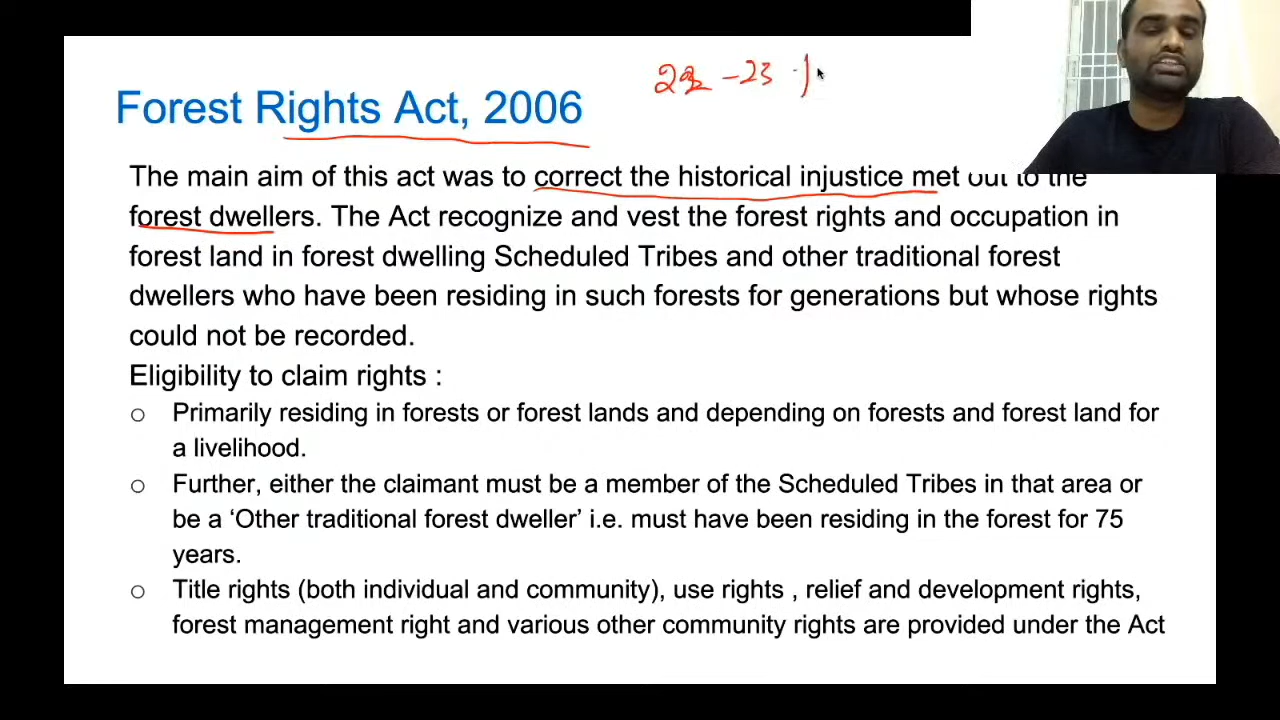 22 - 23
Forest Rights Act, 2006
The main aim of this act was to correct the historical injustice met out to the
forest dwellers. The Act recognize and vest the forest rights and occupation in
forest land in forest dwelling Scheduled Tribes and other traditional forest
dwellers who have been residing in such forests for generations but whose rights
could not be recorded.
Eligibility to claim rights :
o Primarily residing in forests or forest lands and depending on forests and forest land for
a livelihood.
o Further, either the claimant must be a member of the Scheduled Tribes in that area or
be a ‘Other traditional forest dweller’ i.e. must have been residing in the forest for 75
years.
o Title rights (both individual and community), use rights , relief and development rights,
forest management right and various other community rights are provided under the Act